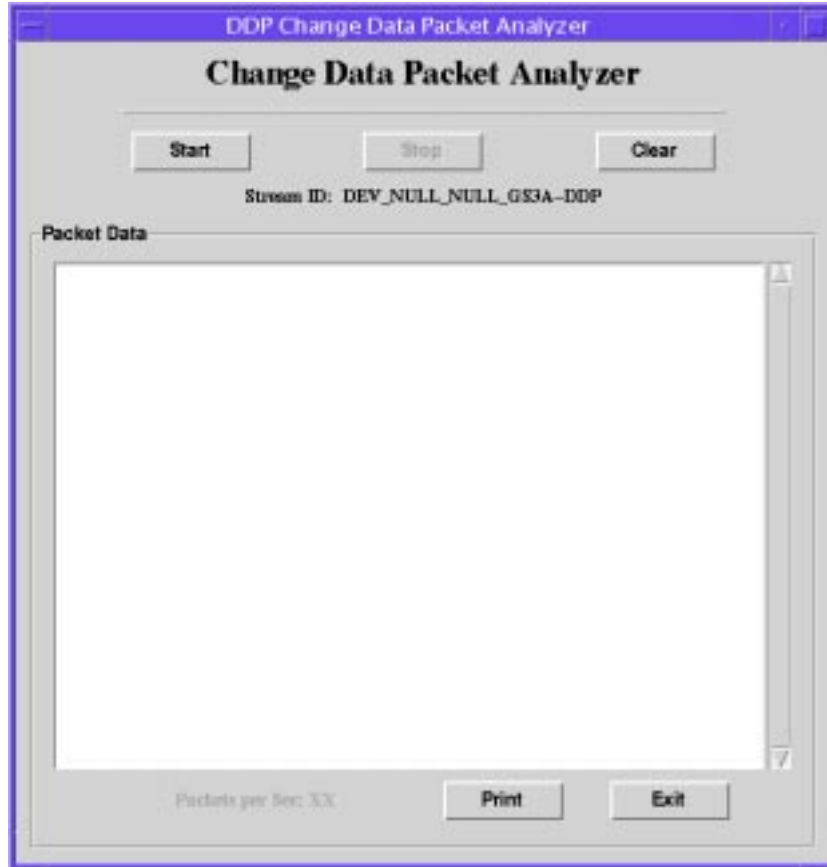 DDP Change Data Packet Analyzer
Change Data Packet Analyzer
Start Stop Clear
Stream ID: DEV_NULL_NULL_GS3A-DDP
Packet Data
Packets per Sec: XX Print Exit